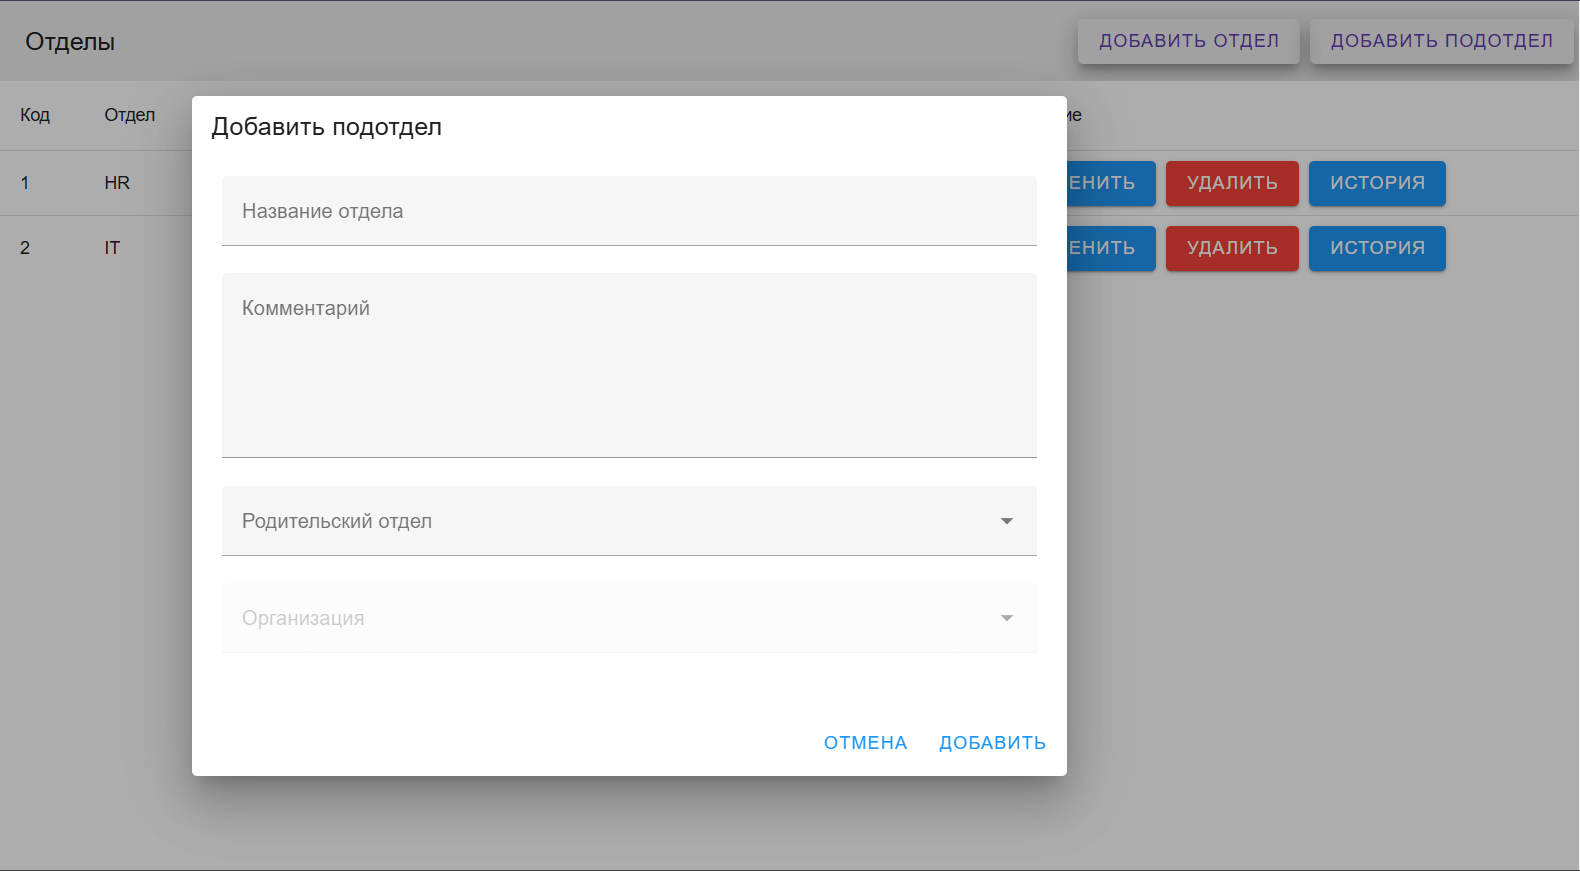 Отделы
ДОБАВИТЬ ОТДЕЛ
ДОБАВИТЬ ПОДОТДЕЛ
Код
Отдел
Добавить подотдел
Название отдела
Комментарий
Родительский отдел
Организация
ОТМЕНА
ДОБАВИТЬ
1
HR
ЕНИТЬ
УДАЛИТЬ
ИСТОРИЯ
2
IT
ЕНИТЬ
УДАЛИТЬ
ИСТОРИЯ